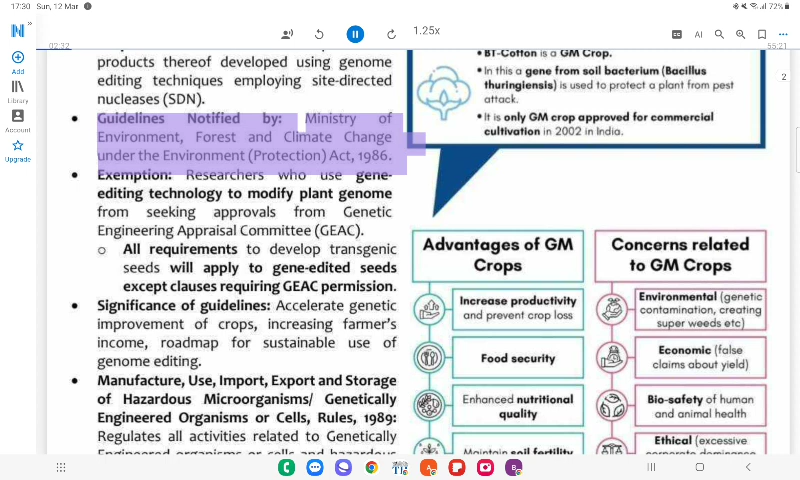 17:30 Sun, 12 Mar
72%
N
»
1.25x
AI
02:32
55:21
Add
Library
Account
Upgrade
products thereof developed using genome
editing techniques employing site-directed
nucleases (SDN).
• Guidelines Notified by: Ministry of
Environment, Forest and Climate Change
under the Environment (Protection) Act, 1986.
• Exemption: Researchers who use gene-
editing technology to modify plant genome
from seeking approvals from Genetic
Engineering Appraisal Committee (GEAC).
o All requirements to develop transgenic
seeds will apply to gene-edited seeds
except clauses requiring GEAC permission.
• Significance of guidelines: Accelerate genetic
improvement of crops, increasing farmer's
income, roadmap for sustainable use of
genome editing.
• Manufacture, Use, Import, Export and Storage
of Hazardous Microorganisms/ Genetically
Engineered Organisms or Cells, Rules, 1989:
Regulates all activities related to Genetically
Engineered organisms or cells and hazardous
• BT-Cotton is a GM Crop.
• In this a gene from soil bacterium (Bacillus
thuringiensis) is used to protect a plant from pest
attack.
• It is only GM crop approved for commercial
cultivation in 2002 in India.
2
Advantages of GM
Crops
Increase productivity
and prevent crop loss
Food security
Enhanced nutritional
quality
Maintain soil fertility
Concerns related
to GM Crops
Environmental (genetic
contamination, creating
super weeds etc)
Economic (false
claims about yield)
Bio-safety of human
and animal health
Ethical (excessive
corporate dominance